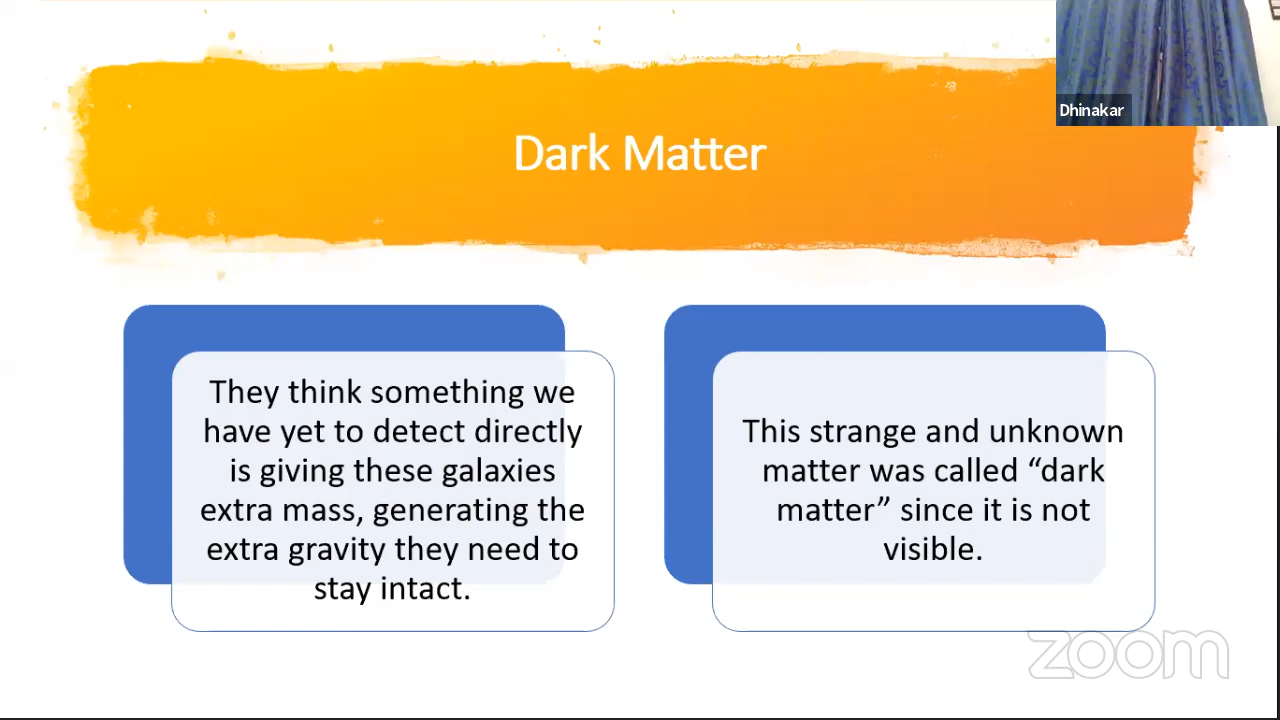 Dhinakar
Dark Matter
They think something we
have yet to detect directly
is giving these galaxies
extra mass, generating the
extra gravity they need to
stay intact.
This strange and unknown
matter was called “dark
matter” since it is not
visible.
zoom